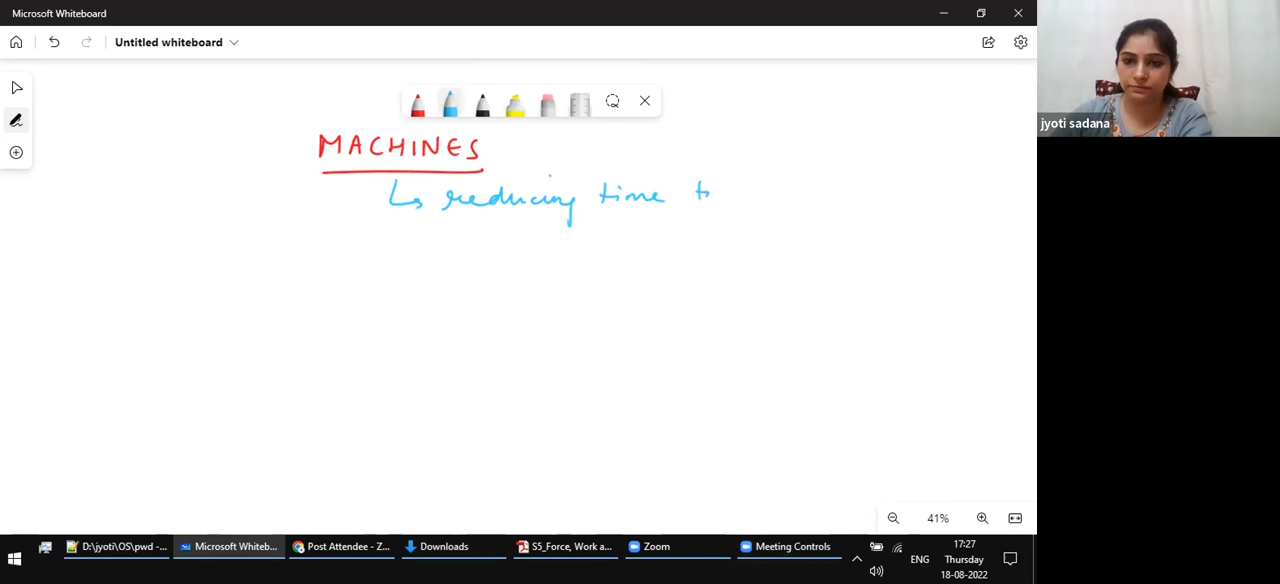 Microsoft Whiteboard
Untitled whiteboard
jyoti sadana
MACHINES
↳ reducing time t
41%
D:\jyoti\OS\pwd -...
Microsoft Whiteb...
Post Attendee - Z...
Downloads
S5_Force, Work a...
Zoom
Meeting Controls
ENG
17:27
Thursday
18-08-2022